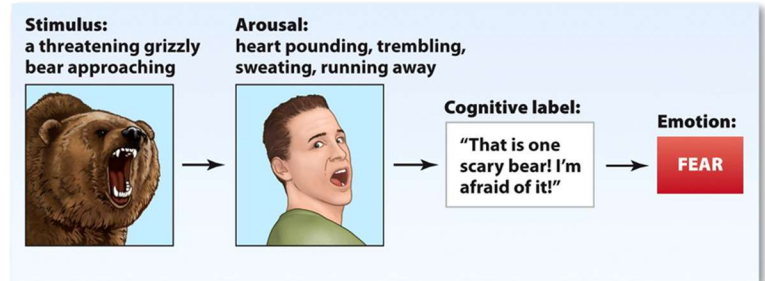 Stimulus:
a threatening grizzly
bear approaching
Arousal:
heart pounding, trembling,
sweating, running away
Cognitive label:
“That is one
scary bear! I’m
afraid of it!”
Emotion:
FEAR